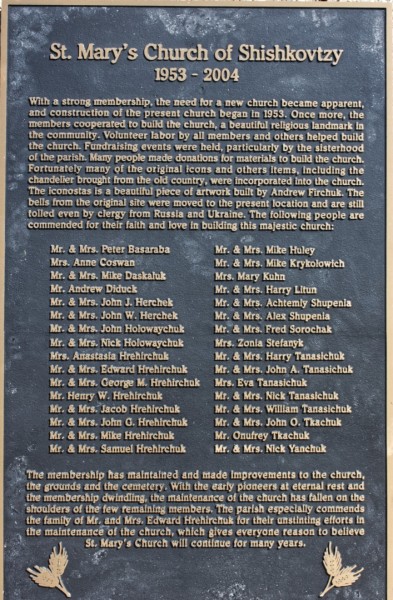 St. Mary's Church of Shishkovtzy
1953 - 2004
With a strong membership, the need for a new church became apparent,
and construction of the present church began in 1953. Once more, the
members cooperated to build the church, a beautiful religious landmark in
the community. Volunteer labor by all members and others helped build
the church. Fundraising events were held, particularly by the sisterhood
of the parish. Many people made donations for materials to build the church.
Fortunately many of the original icons and others items, including the
chandelier brought from the old country, were incorporated into the church.
The iconostas is a beautiful piece of artwork built by Andrew Firchuk. The
bells from the original site were moved to the present location and are still
tolled even by clergy from Russia and Ukraine. The following people are
commended for their faith and love in building this majestic church:
Mr. & Mrs. Peter Basaraba
Mrs. Anne Coswan
Mr. & Mrs. Mike Daskaluk
Mr. Andrew Diduck
Mr. & Mrs. John J. Herchek
Mr. & Mrs. John W. Herchek
Mr. & Mrs. John Holowaychuk
Mr. & Mrs. Nick Holowaychuk
Mrs. Anastasia Hrehirchuk
Mr. & Mrs. Edward Hrehirchuk
Mr. & Mrs. George M. Hrehirchuk
Mr. Henry W. Hrehirchuk
Mr. & Mrs. Jacob Hrehirchuk
Mr. & Mrs. John G. Hrehirchuk
Mr. & Mrs. Mike Hrehirchuk
Mr. & Mrs. Samuel Hrehirchuk
Mr. & Mrs. Mike Huley
Mr. & Mrs. Mike Krykolowich
Mrs. Mary Kuhn
Mr. & Mrs. Harry Litun
Mr. & Mrs. Achtemiy Shupenia
Mr. & Mrs. Alex Shupenia
Mr. & Mrs. Fred Sorochak
Mrs. Zonia Stefanyk
Mr. & Mrs. Harry Tanasichuk
Mr. & Mrs. John A. Tanasichuk
Mrs. Eva Tanasichuk
Mr. & Mrs. Nick Tanasichuk
Mr. & Mrs. William Tanasichuk
Mr. & Mrs. John O. Tkachuk
Mr. Onufrey Tkachuk
Mr. & Mrs. Nick Yanchuk
The membership has maintained and made improvements to the church,
the grounds and the cemetery. With the early pioneers at eternal rest and
the membership dwindling, the maintenance of the church has fallen on the
shoulders of the few remaining members. The parish especially commends
the family of Mr. and Mrs. Edward Hrehirchuk for their unstinting efforts in
the maintenance of the church, which gives everyone reason to believe
St. Mary's Church will continue for many years.